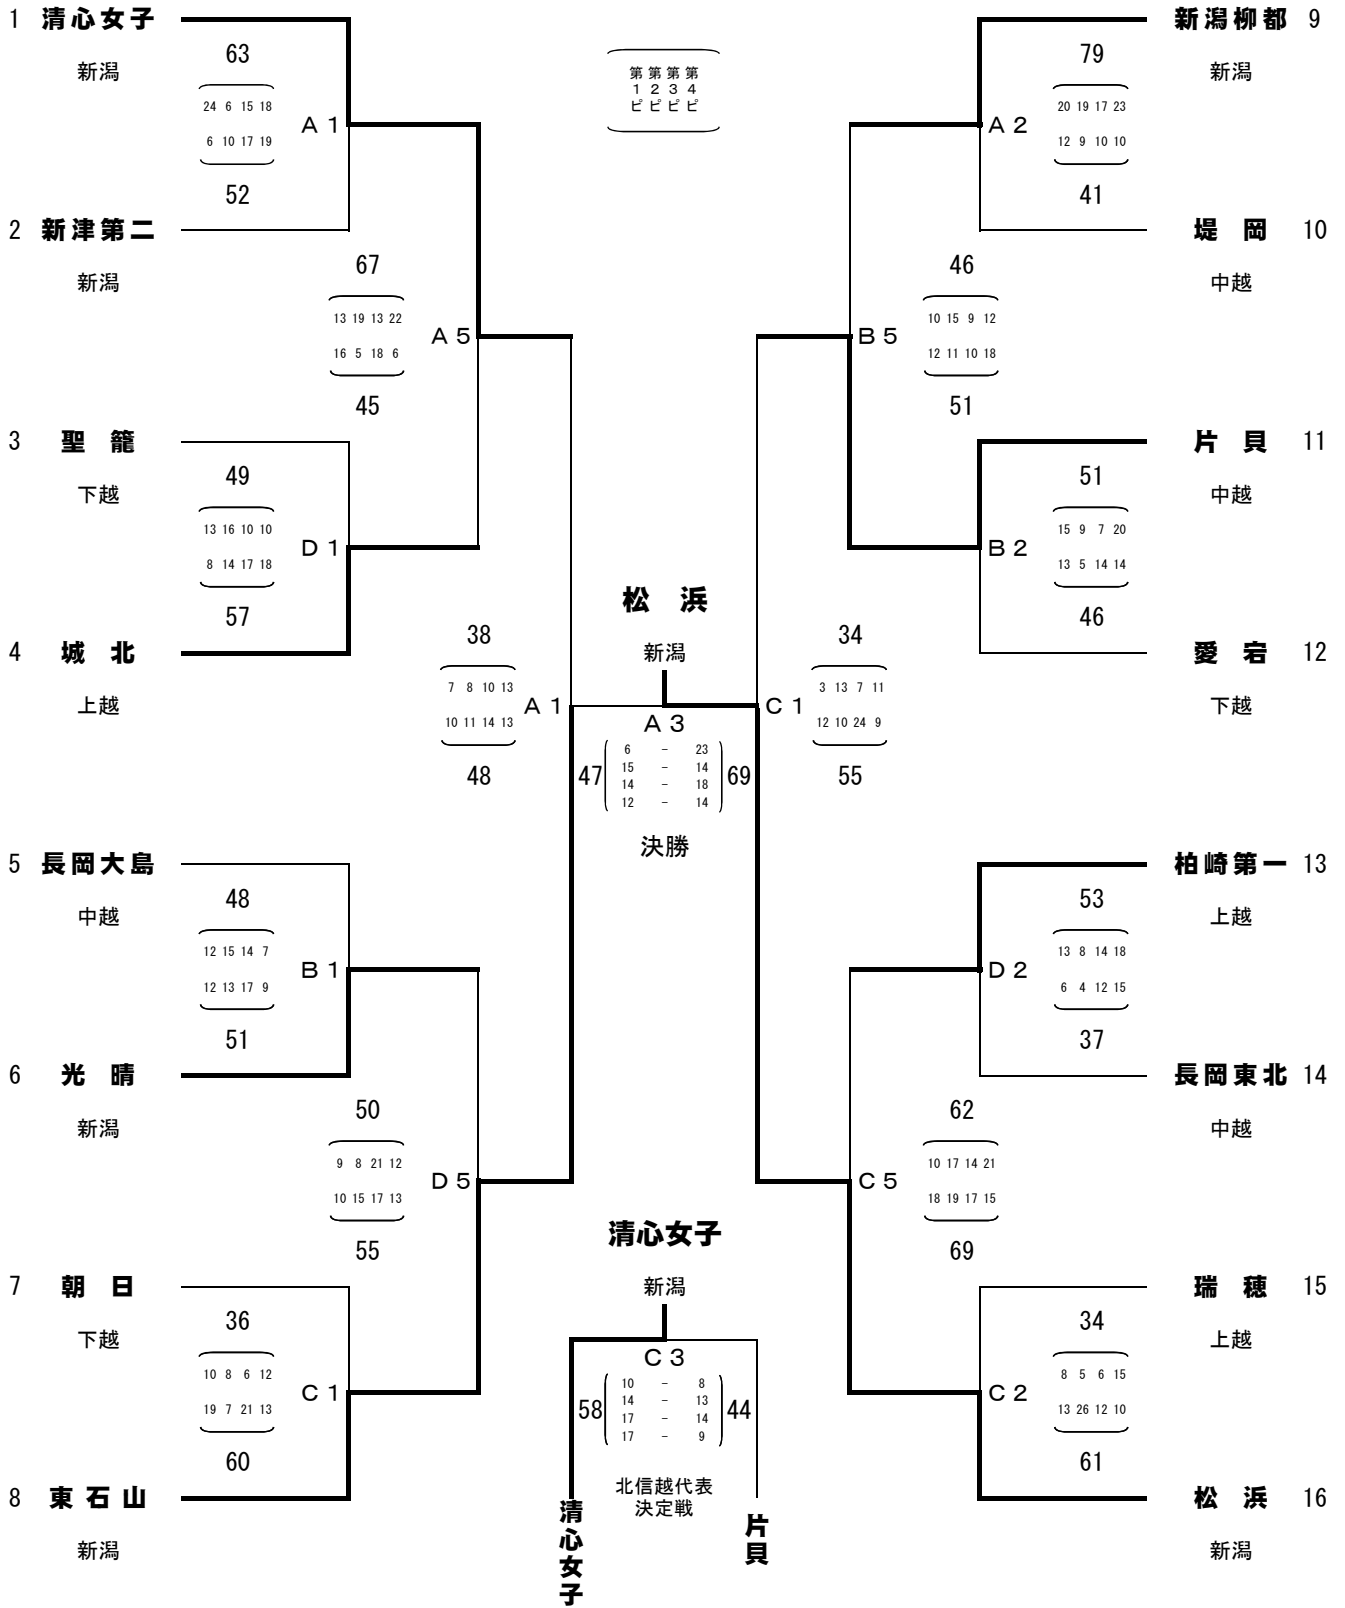 1 清心女子
新潟
63
24 6 15 18
6 10 17 19
52
A 1
2 新津第二
新潟
67
13 19 13 22
16 5 18 6
45
A 5
3 聖籠
下越
49
13 16 10 10
8 14 17 18
57
D 1
4 城北
上越
38
7 8 10 13
10 11 14 13
48
A 1
5 長岡大島
中越
48
12 15 14 7
12 13 17 9
51
B 1
6 光晴
新潟
50
9 8 21 12
10 15 17 13
55
D 5
7 朝日
下越
36
10 8 6 12
19 7 21 13
60
C 1
8 東石山
新潟
第1ピ
第2ピ
第3ピ
第4ピ
松浜
新潟
A 3
47
6 - 23
15 - 14
14 - 18
12 - 14
69
決勝
清心女子
新潟
C 3
58
10 - 8
14 - 13
17 - 14
17 - 9
44
北信越代表
決定戦
清心女子
片貝
新潟柳都 9
新潟
79
20 19 17 23
12 9 10 10
41
A 2
堤岡 10
中越
46
10 15 9 12
12 11 10 18
51
B 5
片貝 11
中越
51
15 9 7 20
13 5 14 14
46
B 2
愛宕 12
下越
34
3 13 7 11
12 10 24 9
55
C 1
柏崎第一 13
上越
53
13 8 14 18
6 4 12 15
37
D 2
長岡東北 14
中越
62
10 17 14 21
18 19 17 15
69
C 5
瑞穂 15
上越
34
8 5 6 15
13 26 12 10
61
C 2
松浜 16
新潟